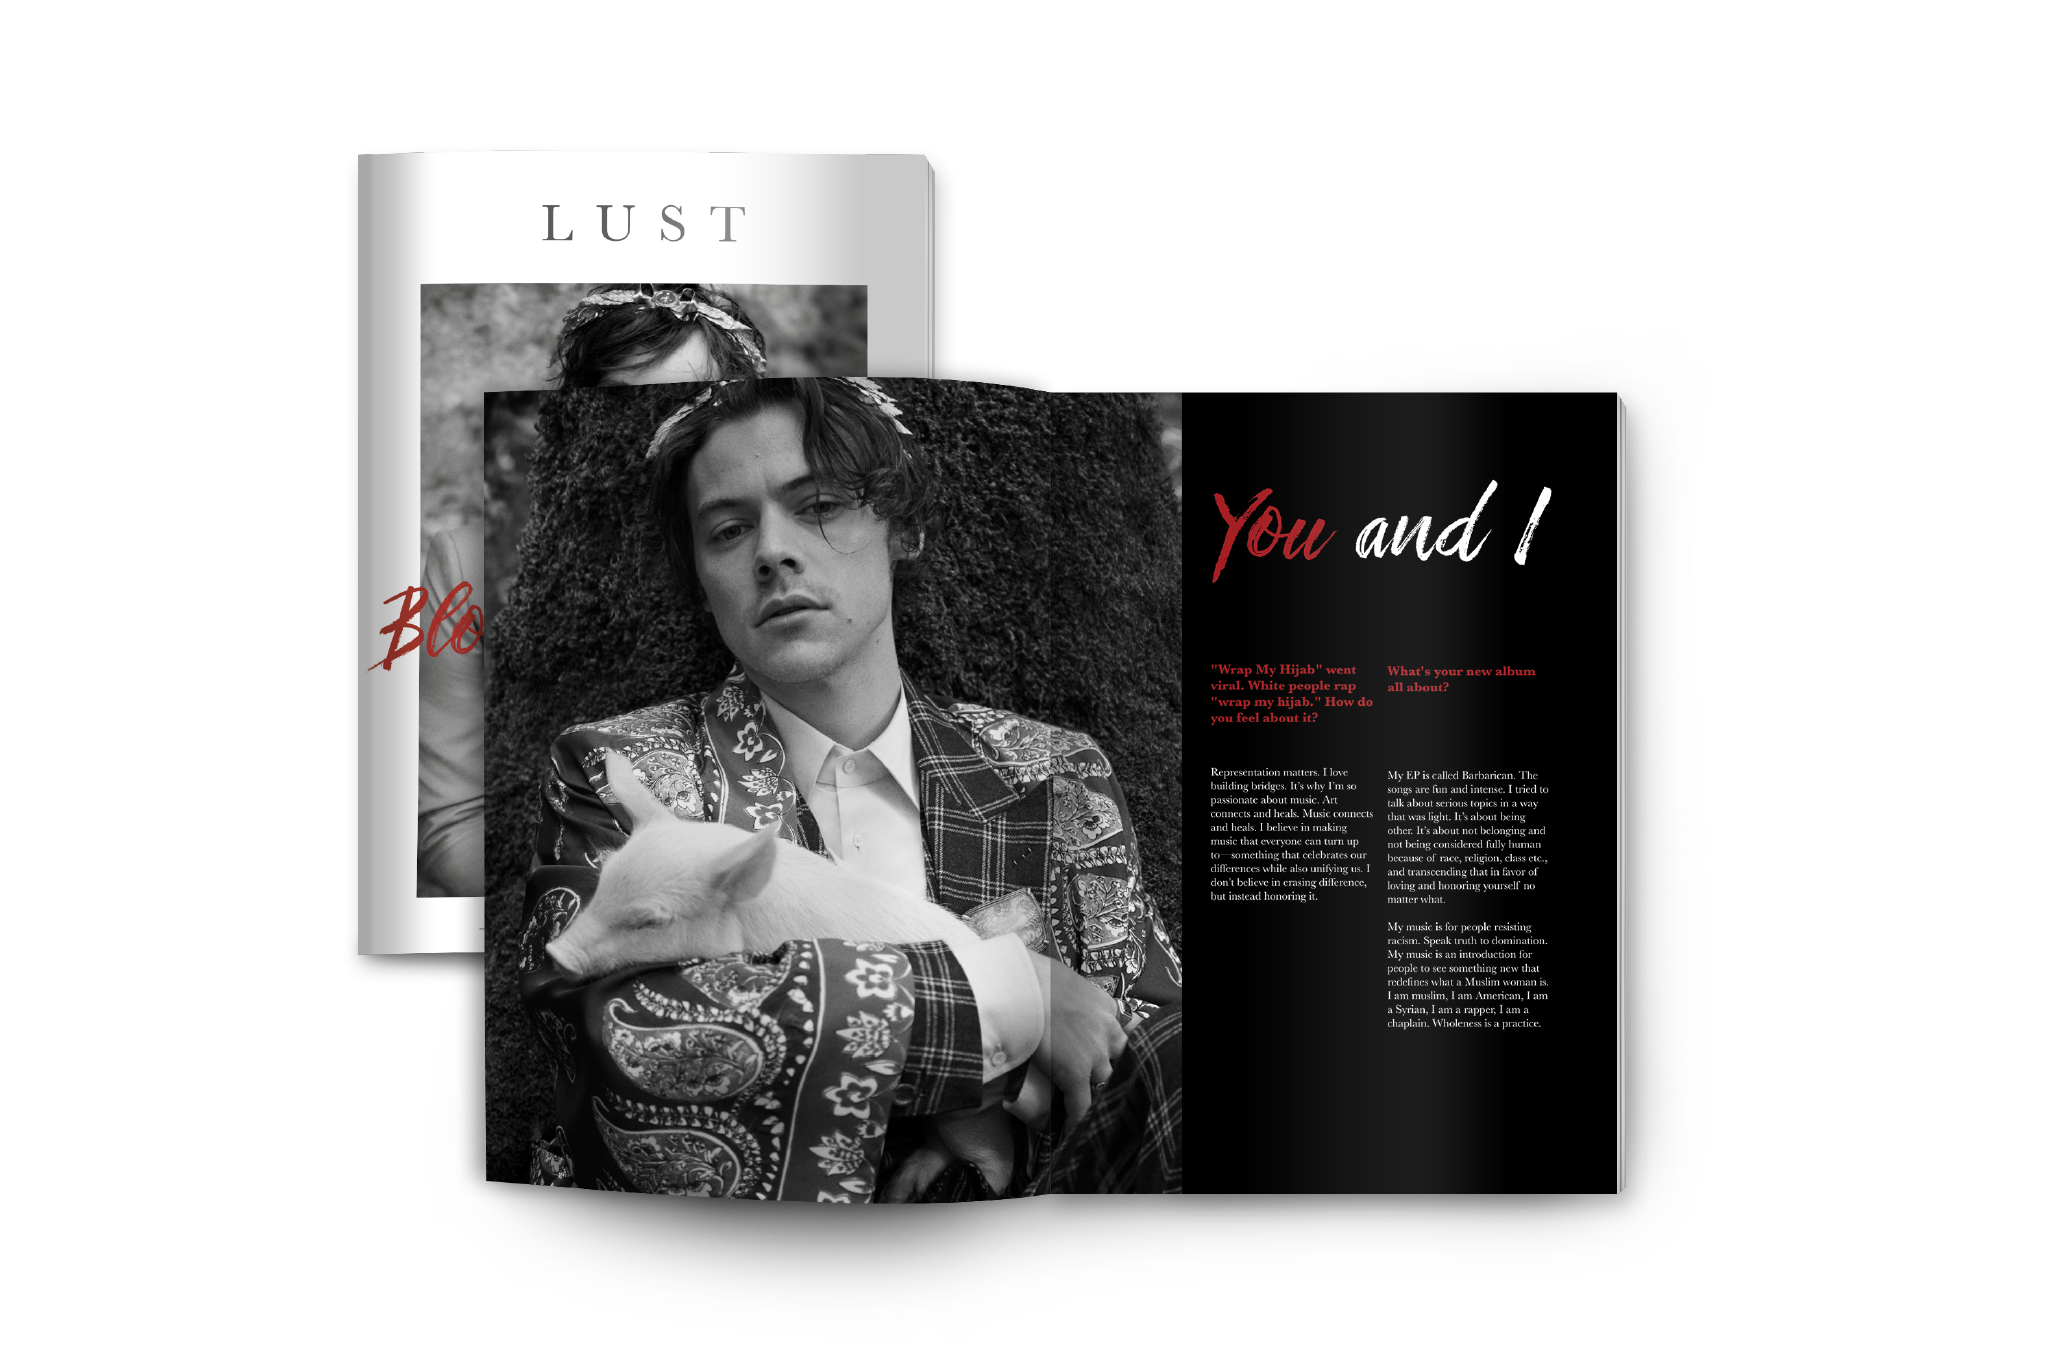 LUST
Blo
You and I
"Wrap My Hijab" went
viral. White people rap
"wrap my hijab." How do
you feel about it?
Representation matters. I love
building bridges. It's why I'm so
passionate about music. Art
connects and heals. Music connects
and heals. I believe in making
music that everyone can turn up
to—something that celebrates our
differences while also unifying us. I
don't believe in erasing difference,
but instead honoring it.
What's your new album
all about?
My EP is called Barbarican. The
songs are fun and intense. I tried to
talk about serious topics in a way
that was light. It's about being
other. It's about not belonging and
not being considered fully human
because of race, religion, class etc.,
and transcending that in favor of
loving and honoring yourself no
matter what.
My music is for people resisting
racism. Speak truth to domination.
My music is an introduction for
people to see something new that
redefines what a Muslim woman is.
I am muslim, I am American, I am
a Syrian, I am a rapper, I am a
chaplain. Wholeness is a practice.